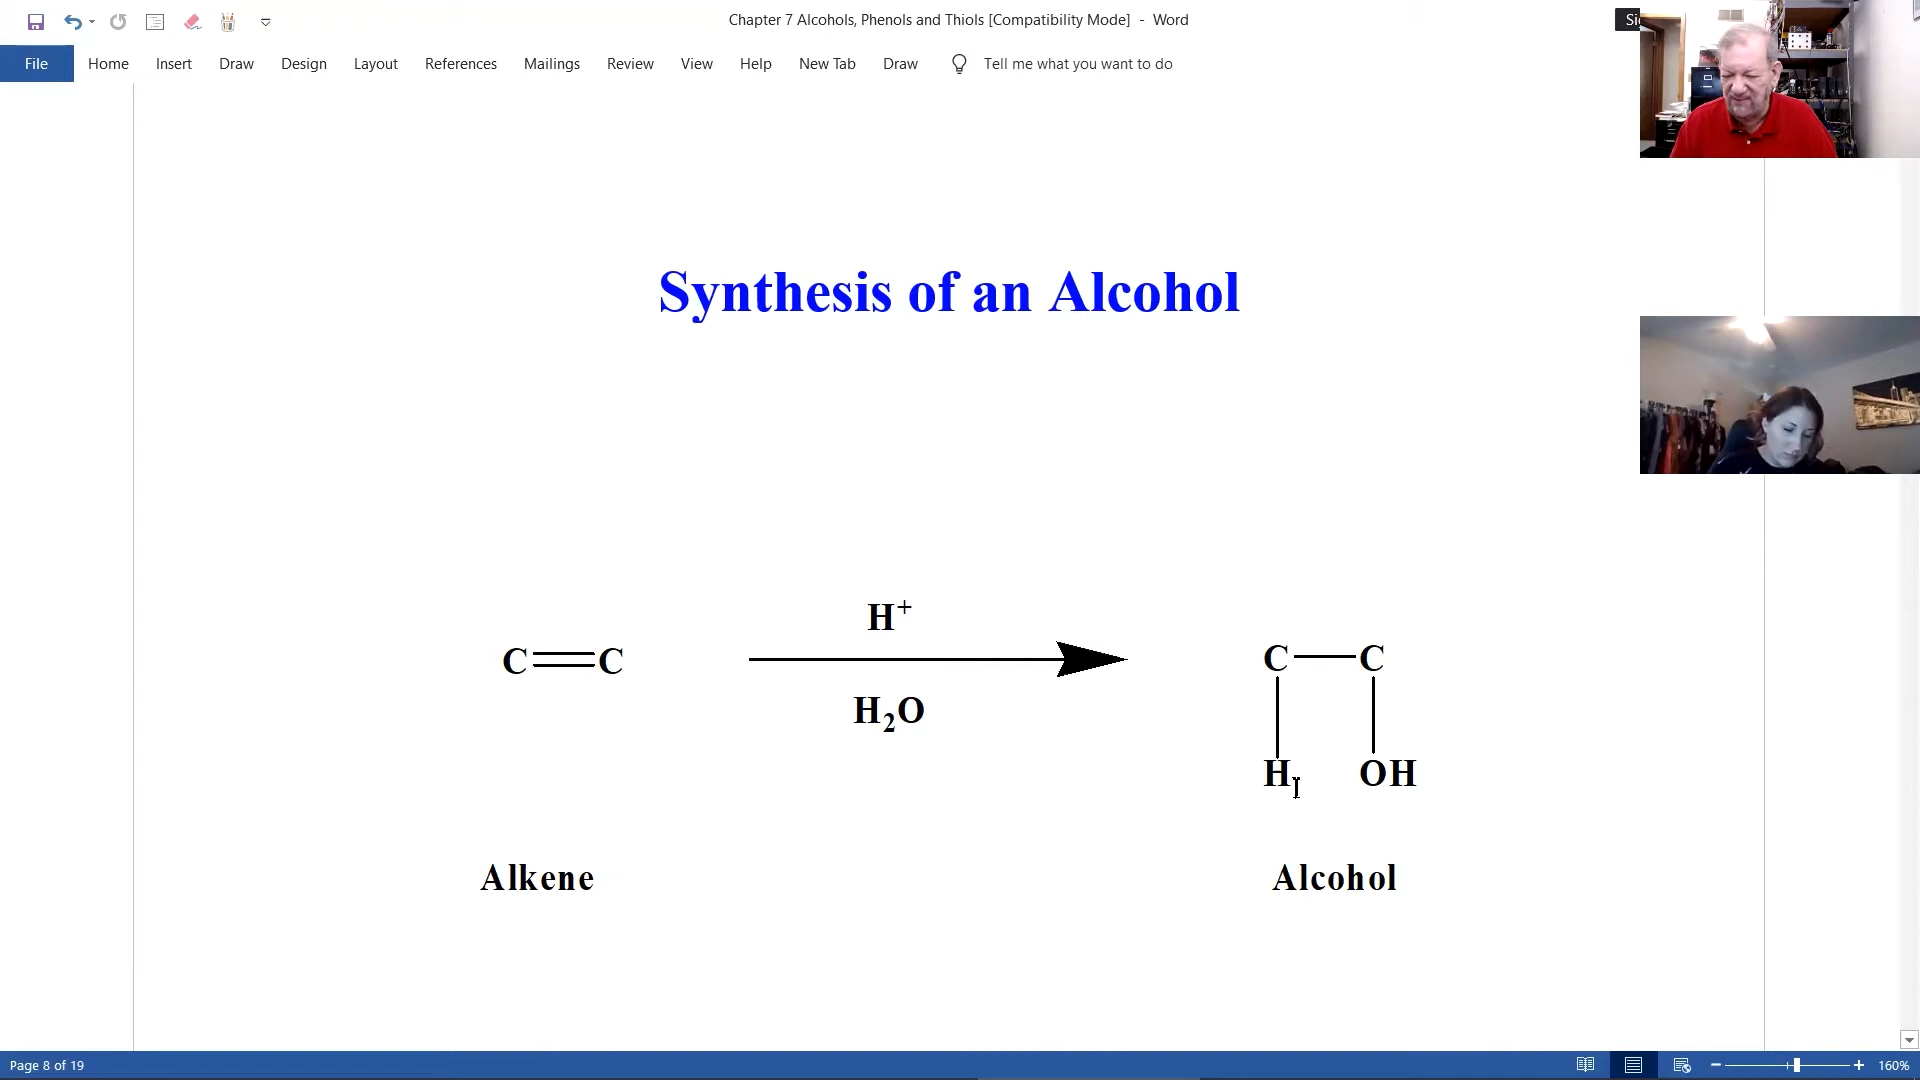 Chapter 7 Alcohols, Phenols and Thiols [Compatibility Mode] - Word
File Home Insert Draw Design Layout References Mailings Review View Help New Tab Draw Tell me what you want to do
Synthesis of an Alcohol
H⁺
C C C C
H₂O
H OH
Alkene Alcohol
Page 8 of 19 160%